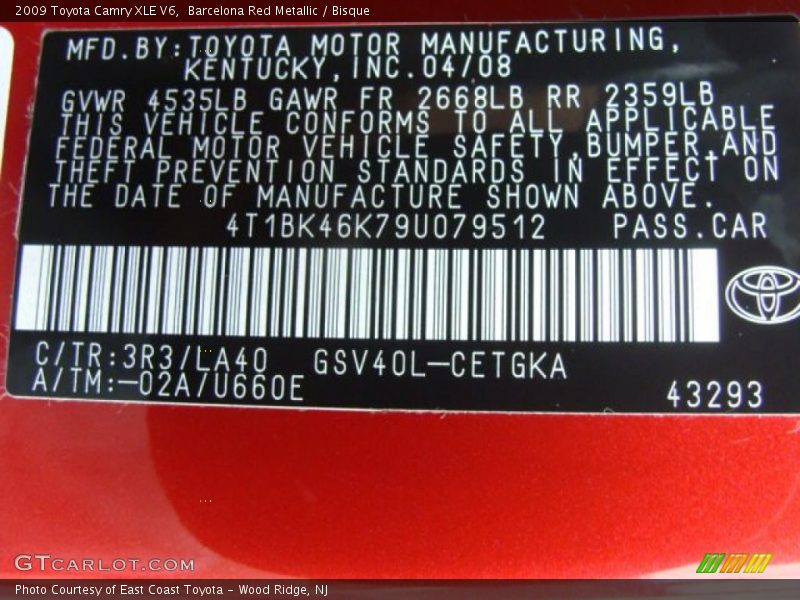 2009 Toyota Camry XLE V6,  Barcelona Red Metallic / Bisque
MFD.BY:TOYOTA MOTOR MANUFACTURING,
KENTUCKY,INC.04/08
GVWR 4535LB GAWR FR 2668LB RR 2359LB
THIS VEHICLE CONFORMS TO ALL APPLICABLE
FEDERAL MOTOR VEHICLE SAFETY,BUMPER,AND
THEFT PREVENTION STANDARDS IN EFFECT ON
THE DATE OF MANUFACTURE SHOWN ABOVE.
4T1BK46K79U079512 PASS.CAR
C/TR:3R3/LA40 GSV40L-CETGKA
A/TM:-02A/U660E 43293
...
GTCARLOT.COM
Photo Courtesy of East Coast Toyota - Wood Ridge, NJ